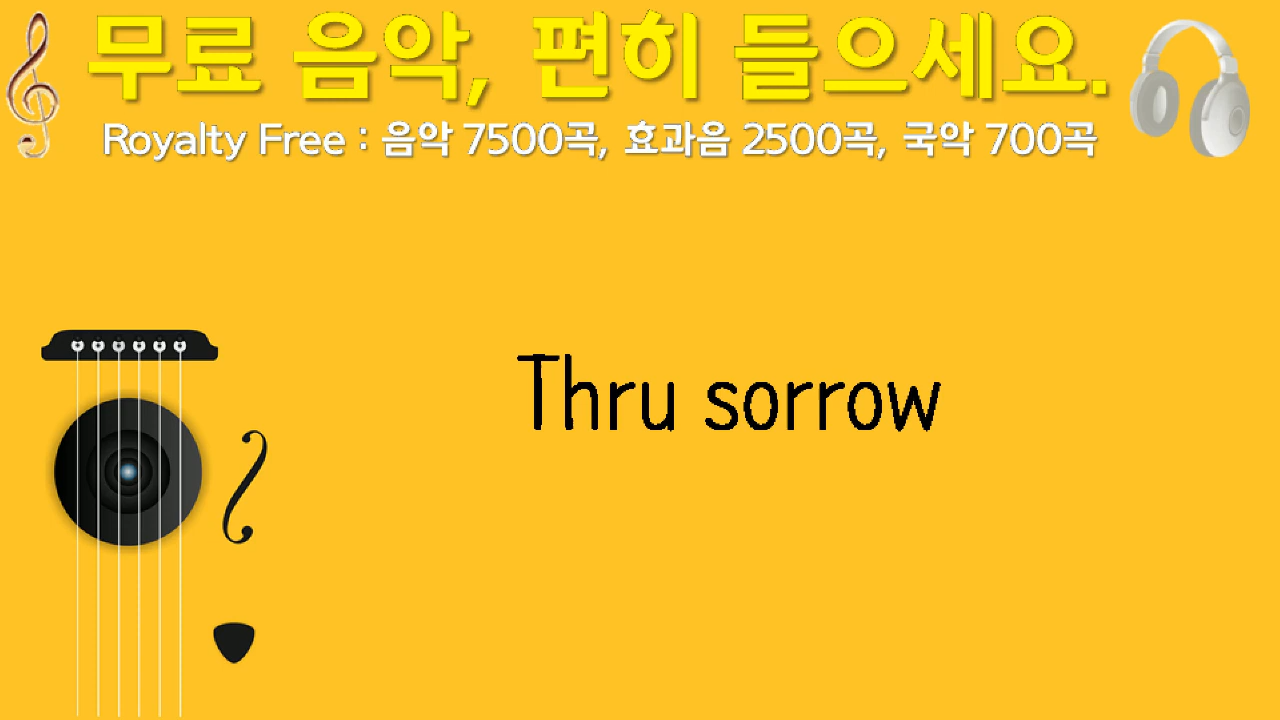 무료 음악, 편히 들으세요.
Royalty Free : 음악 7500곡, 효과음 2500곡, 국악 700곡
Thru sorrow